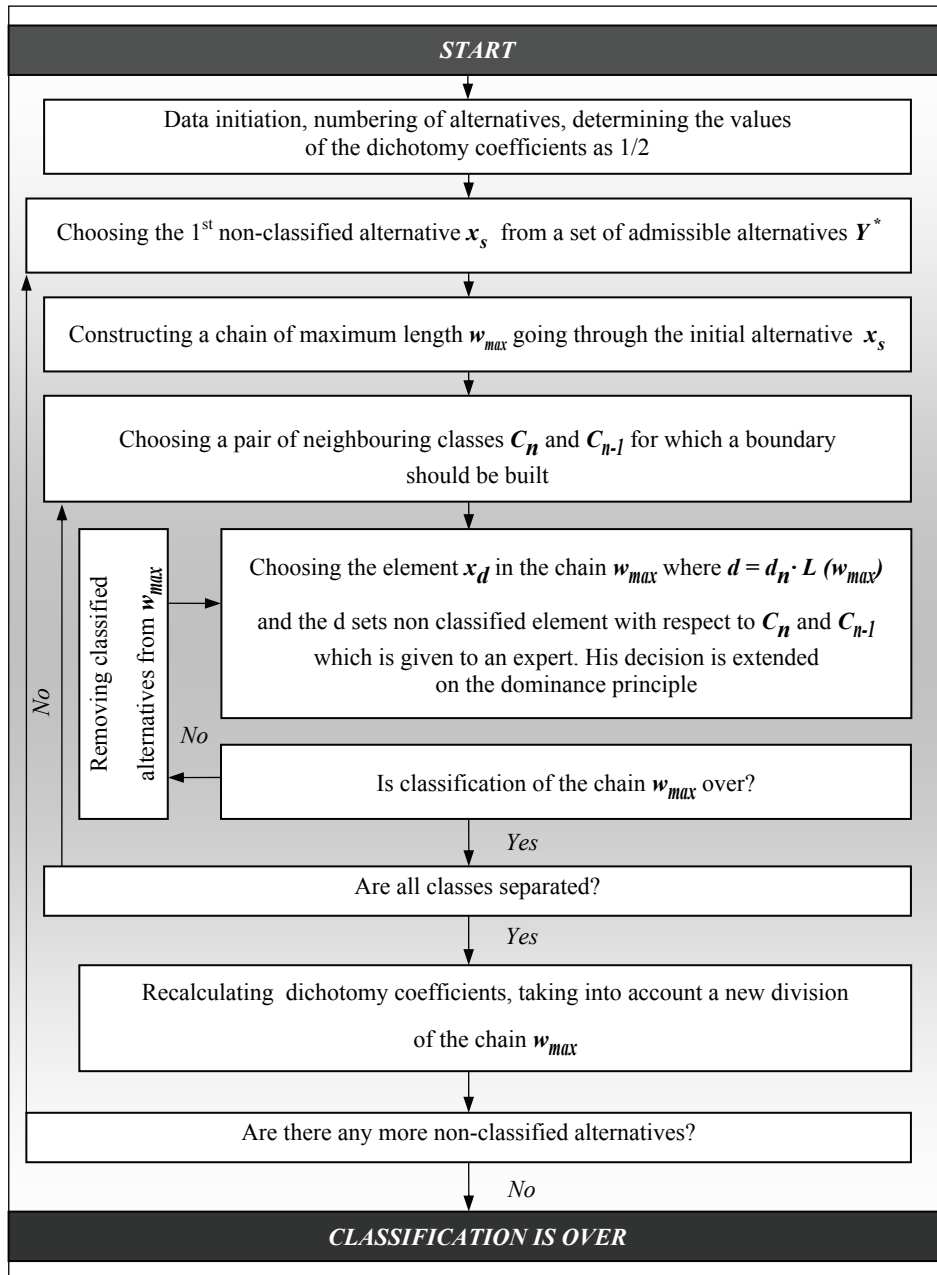 START
Data initiation, numbering of alternatives, determining the values
of the dichotomy coefficients as 1/2
Choosing the 1st non-classified alternative xs from a set of admissible alternatives Y*
Constructing a chain of maximum length wmax going through the initial alternative xs
Choosing a pair of neighbouring classes Cn and Cn-1 for which a boundary
should be built
Removing classified
alternatives from wmax
Choosing the element xd in the chain wmax where d = dn· L (wmax)
and the d sets non classified element with respect to Cn and Cn-1
which is given to an expert. His decision is extended
on the dominance principle
No
No
Is classification of the chain wmax over?
Yes
Are all classes separated?
Yes
Recalculating dichotomy coefficients, taking into account a new division
of the chain wmax
Are there any more non-classified alternatives?
No
CLASSIFICATION IS OVER